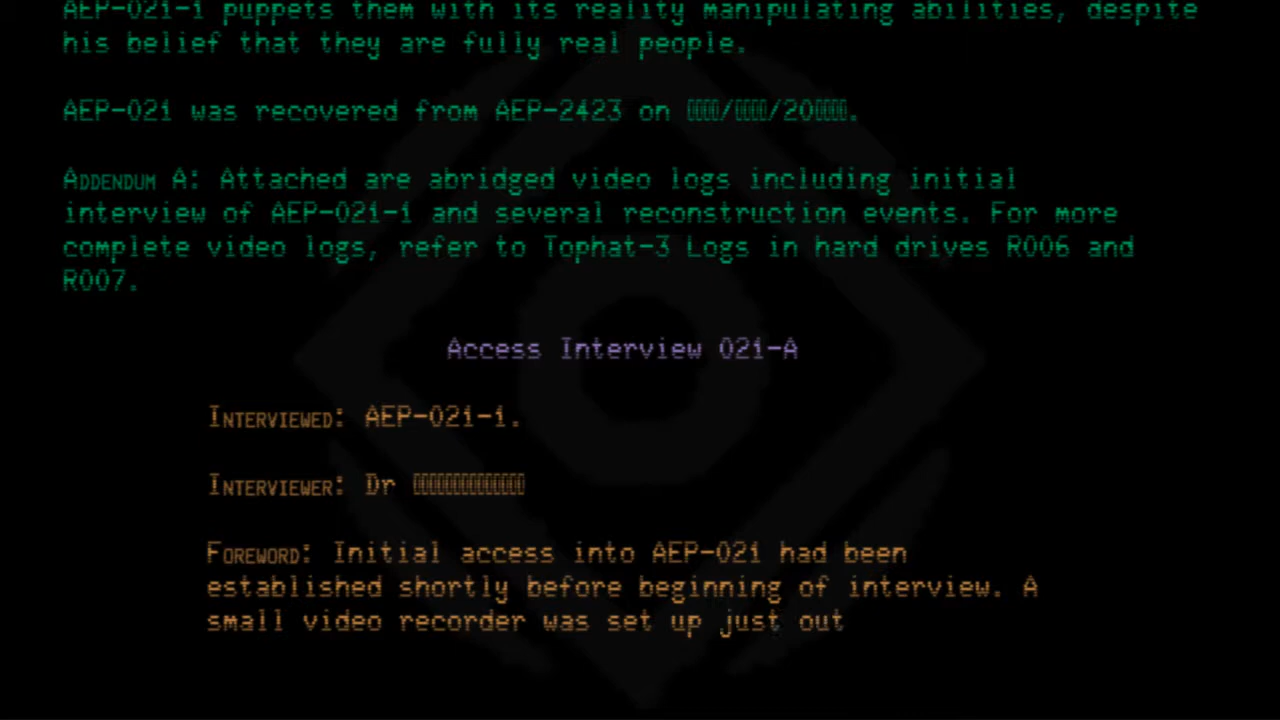 AEP-021-1 puppets them with its reality manipulating abilities, despite
his belief that they are fully real people.
AEP-021 was recovered from AEP-2423 on ▯▯▯▯/▯▯▯▯/20▯▯▯▯.
ADDENDUM A: Attached are abridged video logs including initial
interview of AEP-021-1 and several reconstruction events. For more
complete video logs, refer to Tophat-3 Logs in hard drives R006 and
R007.
Access Interview 021-A
INTERVIEWED: AEP-021-1.
INTERVIEWER: Dr ▯▯▯▯▯▯▯▯▯▯▯▯▯▯
FOREWORD: Initial access into AEP-021 had been
established shortly before beginning of interview. A
small video recorder was set up just out